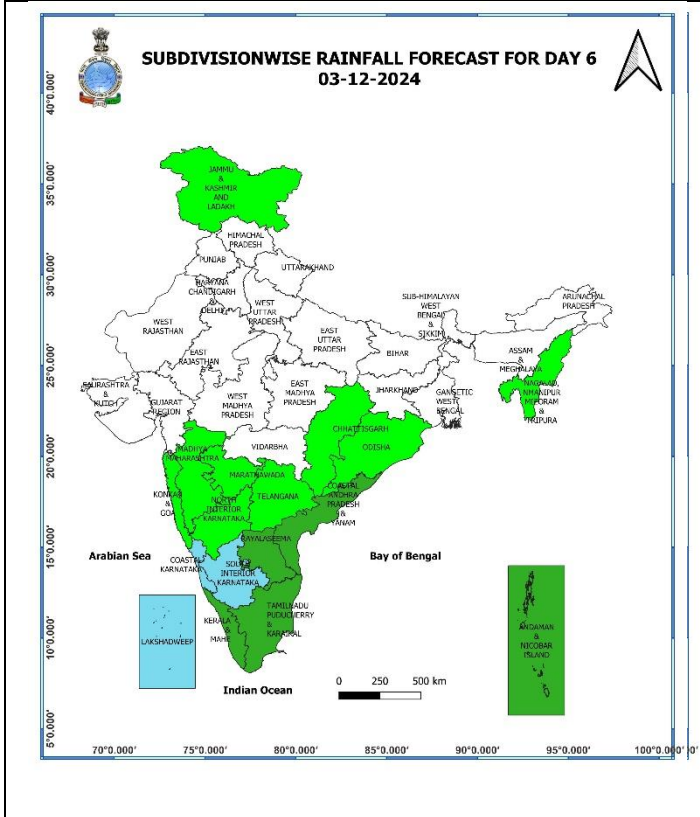 SUBDIVISIONWISE RAINFALL FORECAST FOR DAY 6
03-12-2024
40°0.000'
35°0.000'
30°0.000'
25°0.000'
20°0.000'
15°0.000'
10°0.000'
5°0.000'
JAMMU
&
KASHMIR
AND
LADAKH
HIMACHAL
PRADESH
PUNJAB
UTTARAKHAND
HARYANA
CHANDIGARH
&
DELHI
WEST
UTTAR
PRADESH
WEST
RAJASTHAN
EAST
RAJASTHAN
EAST
UTTAR
PRADESH
SUB-HIMALAYAN
WEST
BENGAL
&
SIKKIM
ARUNACHAL
PRADESH
BIHAR
ASSAM
&
MEGHALAYA
NAGALAND,
MANIPUR
MIZORAM
&
TRIPURA
SAURASHTRA
&
KUTCH
GUJARAT
REGION
WEST
MADHYA
PRADESH
EAST
MADHYA
PRADESH
JHARKHAND
GANGETIC
WEST
BENGAL
CHHATTISGARH
ODISHA
VIDARBHA
MADHYA
MAHARASHTRA
MARATHAWADA
TELANGANA
KONKAN
&
GOA
NORTH
INTERIOR
KARNATAKA
COASTAL
ANDHRA
PRADESH
&
YANAM
RAYALASEEMA
COASTAL
KARNATAKA
SOUTH
INTERIOR
KARNATAKA
Arabian Sea
Bay of Bengal
LAKSHADWEEP
KERALA
&
MAHE
TAMILNADU
PUDUCHERRY
&
KARAIKAL
ANDAMAN
&
NICOBAR
ISLAND
Indian Ocean
0 250 500 km
70°0.000' 75°0.000' 80°0.000' 85°0.000' 90°0.000' 95°0.000' 100°0.000'